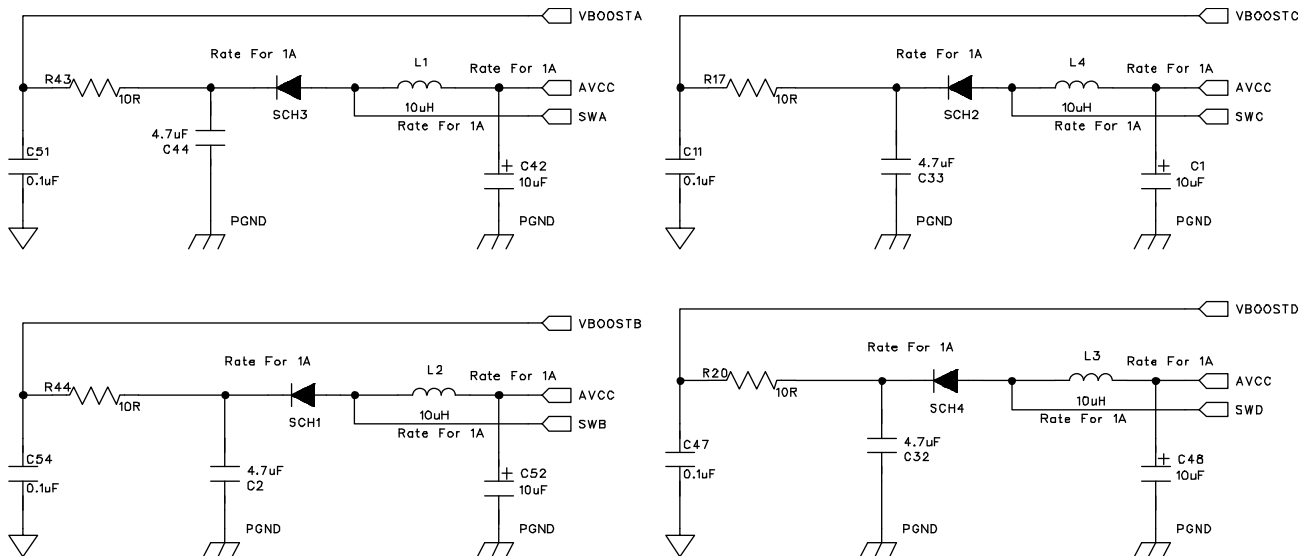 VBOOSTA
Rate For 1A
L1
Rate For 1A
R43
10R
SCH3
10uH
AVCC
SWA
Rate For 1A
4.7uF
C44
C51
0.1uF
C42
10uF
PGND
PGND
VBOOSTC
Rate For 1A
L4
Rate For 1A
R17
10R
SCH2
10uH
AVCC
SWC
Rate For 1A
C11
0.1uF
4.7uF
C33
C1
10uF
PGND
PGND
VBOOSTB
Rate For 1A
L2
Rate For 1A
R44
10R
SCH1
10uH
AVCC
SWB
Rate For 1A
C54
0.1uF
4.7uF
C2
C52
10uF
PGND
PGND
VBOOSTD
Rate For 1A
L3
Rate For 1A
R20
10R
SCH4
10uH
AVCC
SWD
Rate For 1A
C47
0.1uF
4.7uF
C32
C48
10uF
PGND
PGND